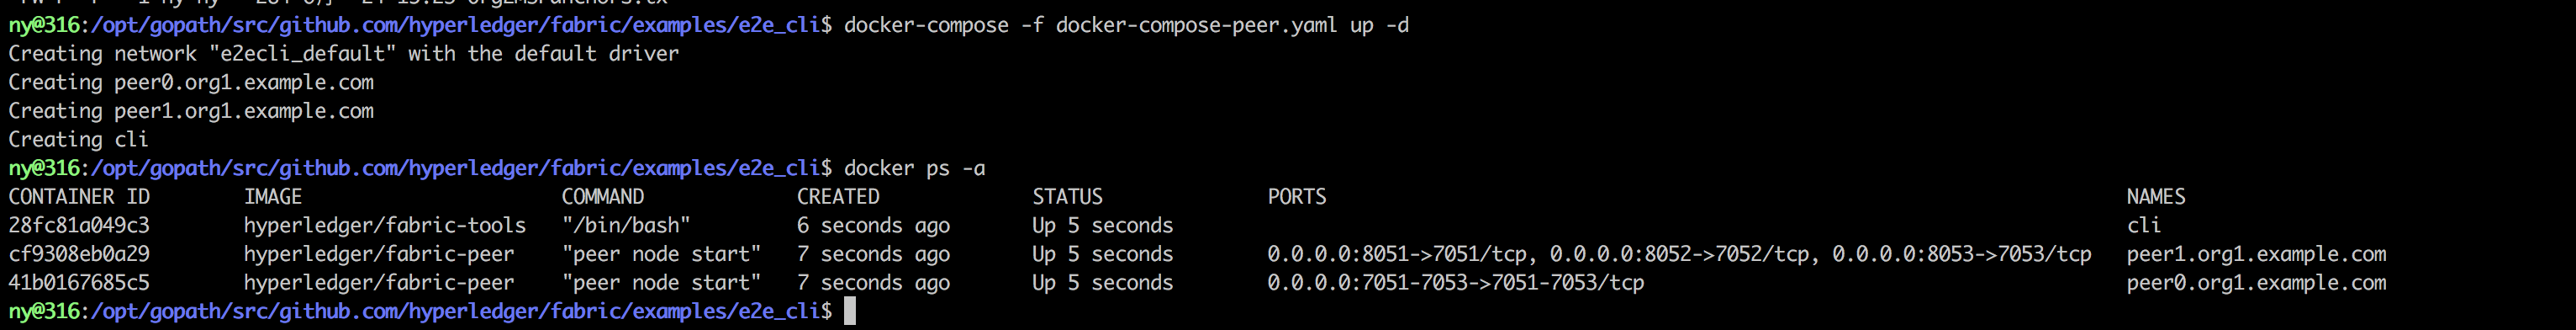 ny@316:/opt/gopath/src/github.com/hyperledger/fabric/examples/e2e_cli$ docker-compose -f docker-compose-peer.yaml up -d
Creating network "e2ecli_default" with the default driver
Creating peer0.org1.example.com
Creating peer1.org1.example.com
Creating cli
ny@316:/opt/gopath/src/github.com/hyperledger/fabric/examples/e2e_cli$ docker ps -a
CONTAINER ID IMAGE COMMAND CREATED STATUS PORTS NAMES
28fc81a049c3 hyperledger/fabric-tools "/bin/bash" 6 seconds ago Up 5 seconds cli
cf9308eb0a29 hyperledger/fabric-peer "peer node start" 7 seconds ago Up 5 seconds 0.0.0.0:8051->7051/tcp, 0.0.0.0:8052->7052/tcp, 0.0.0.0:8053->7053/tcp peer1.org1.example.com
41b0167685c5 hyperledger/fabric-peer "peer node start" 7 seconds ago Up 5 seconds 0.0.0.0:7051-7053->7051-7053/tcp peer0.org1.example.com
ny@316:/opt/gopath/src/github.com/hyperledger/fabric/examples/e2e_cli$